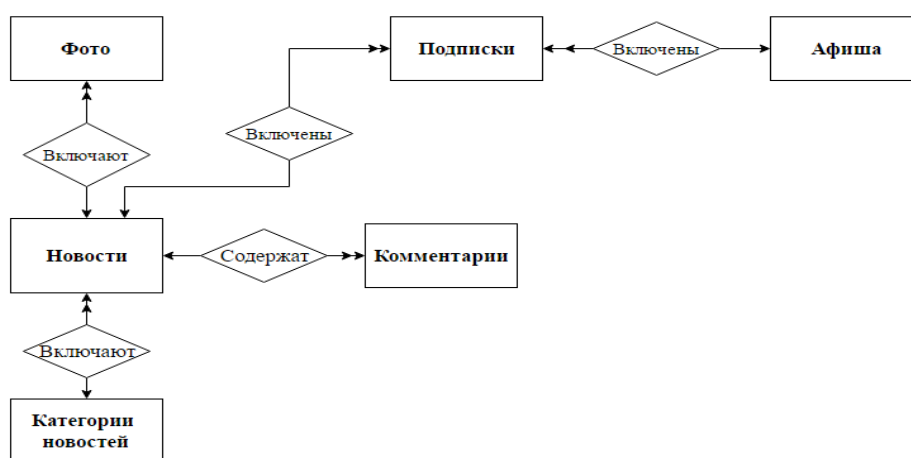 Фото
Подписки
Включены
Афиша
Включены
Включают
Новости
Содержат
Комментарии
Включают
Категории
новостей